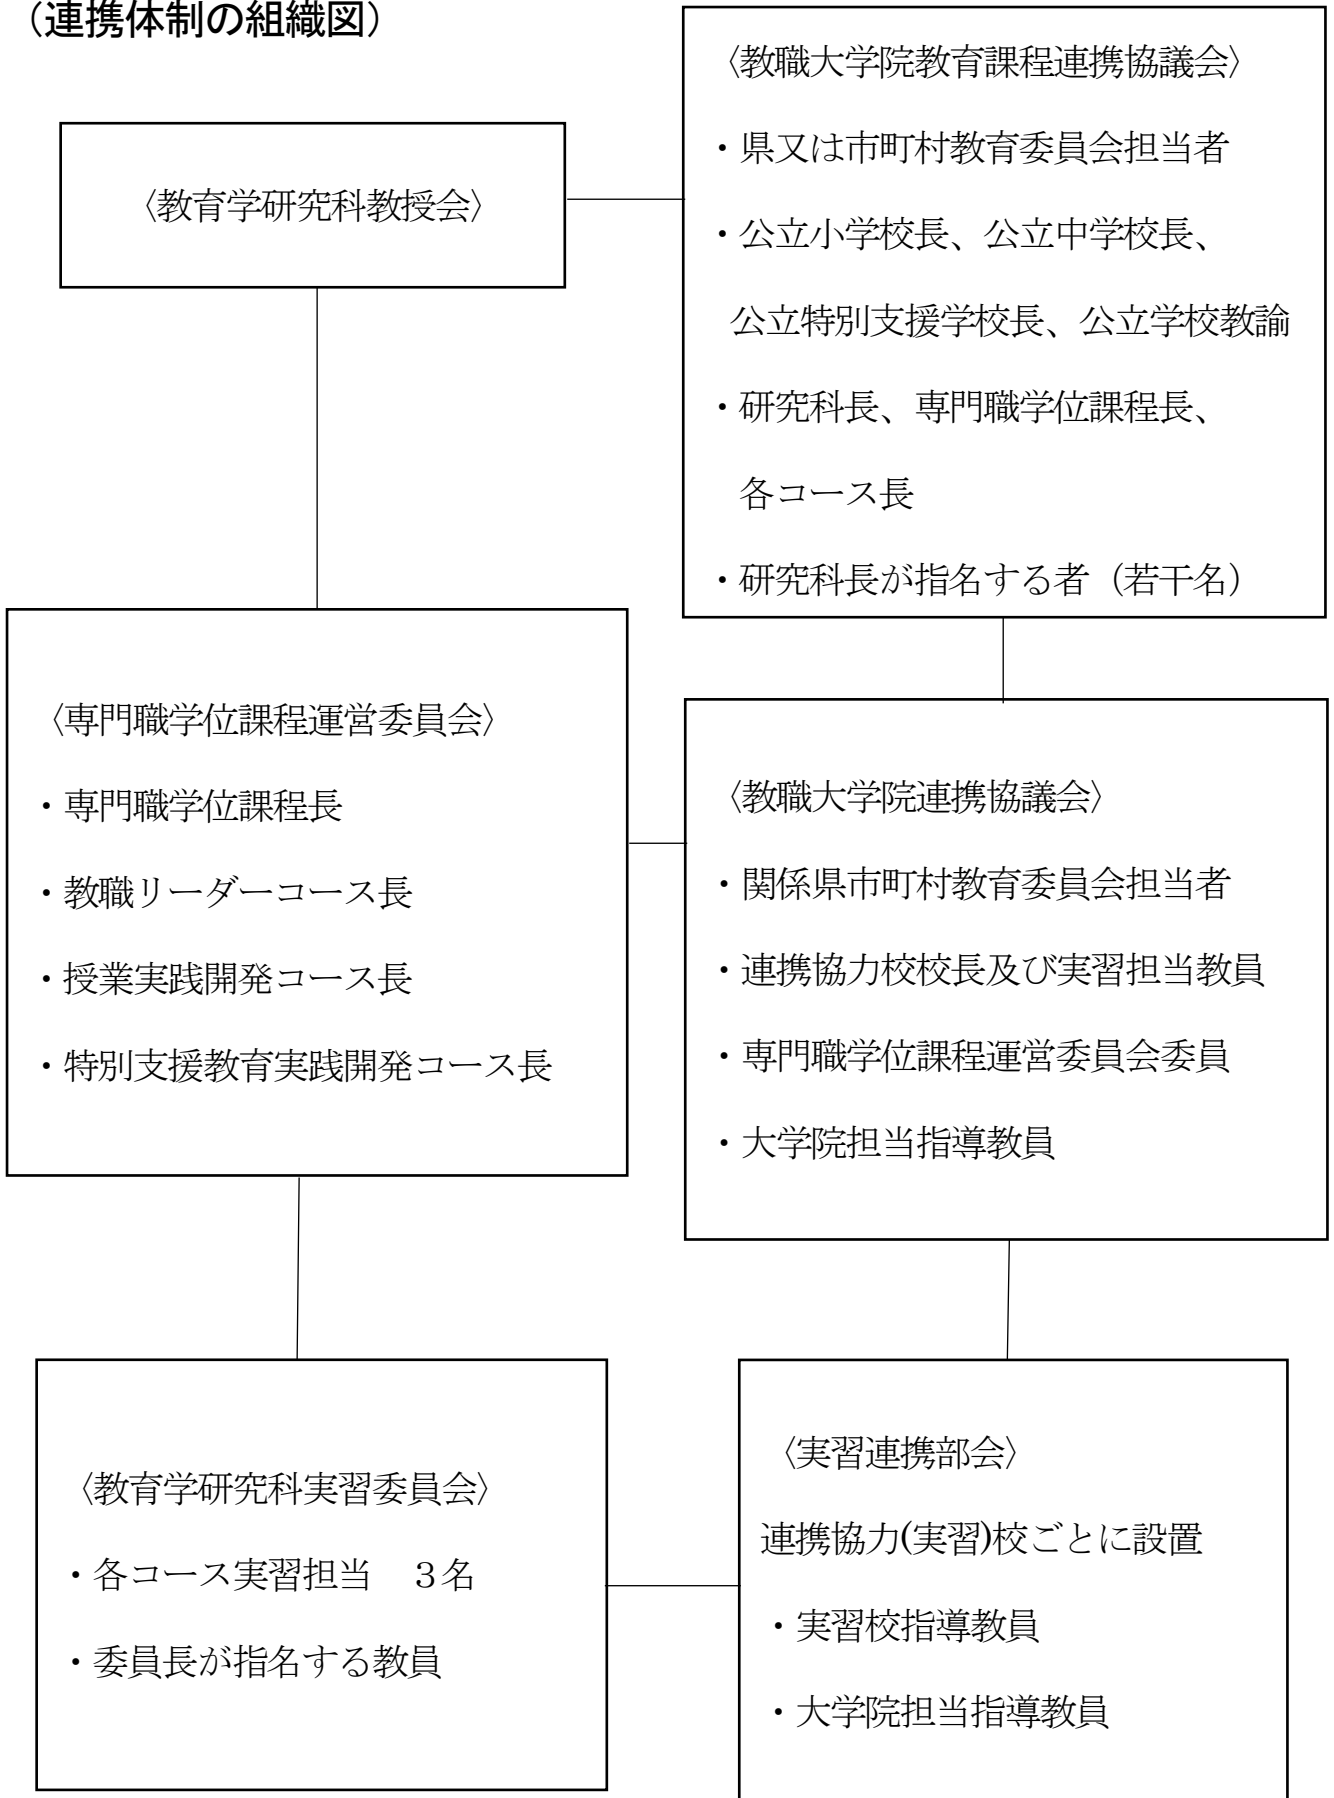 （連携体制の組織図）
〈教育学研究科教授会〉
〈教職大学院教育課程連携協議会〉
・県又は市町村教育委員会担当者
・公立小学校長、公立中学校長、
公立特別支援学校長、公立学校教諭
・研究科長、専門職学位課程長、
各コース長
・研究科長が指名する者（若干名）
〈専門職学位課程運営委員会〉
・専門職学位課程長
・教職リーダーコース長
・授業実践開発コース長
・特別支援教育実践開発コース長
〈教職大学院連携協議会〉
・関係県市町村教育委員会担当者
・連携協力校校長及び実習担当教員
・専門職学位課程運営委員会委員
・大学院担当指導教員
〈教育学研究科実習委員会〉
・各コース実習担当　３名
・委員長が指名する教員
〈実習連携部会〉
連携協力(実習)校ごとに設置
・実習校指導教員
・大学院担当指導教員